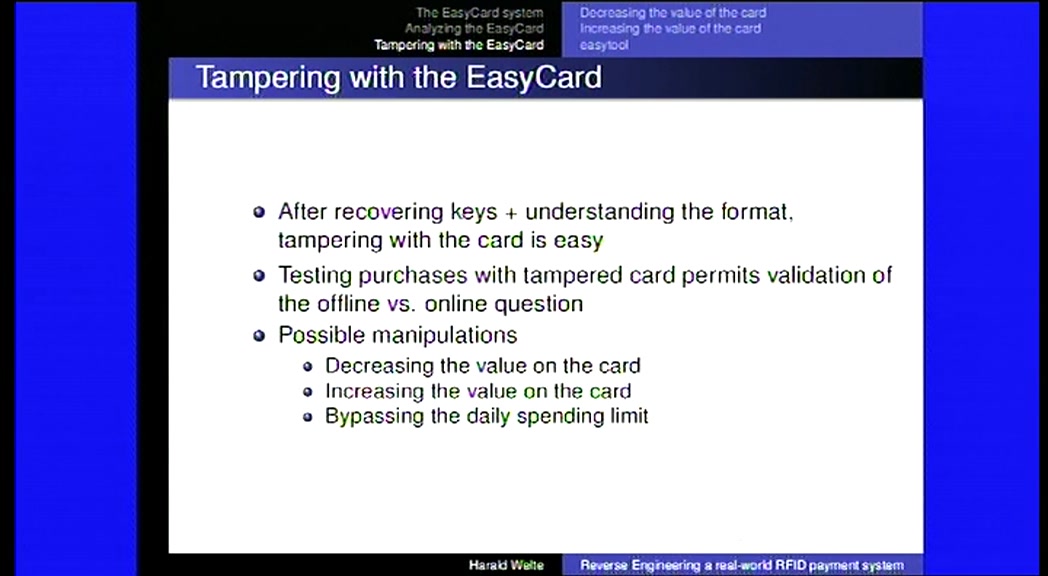 The EasyCard system
Analyzing the EasyCard
Tampering with the EasyCard
Decreasing the value of the card
Increasing the value of the card
easytool
Tampering with the EasyCard
After recovering keys + understanding the format,
tampering with the card is easy
Testing purchases with tampered card permits validation of
the offline vs. online question
Possible manipulations
Decreasing the value on the card
Increasing the value on the card
Bypassing the daily spending limit
Harald Welte
Reverse Engineering a real-world RFID payment system